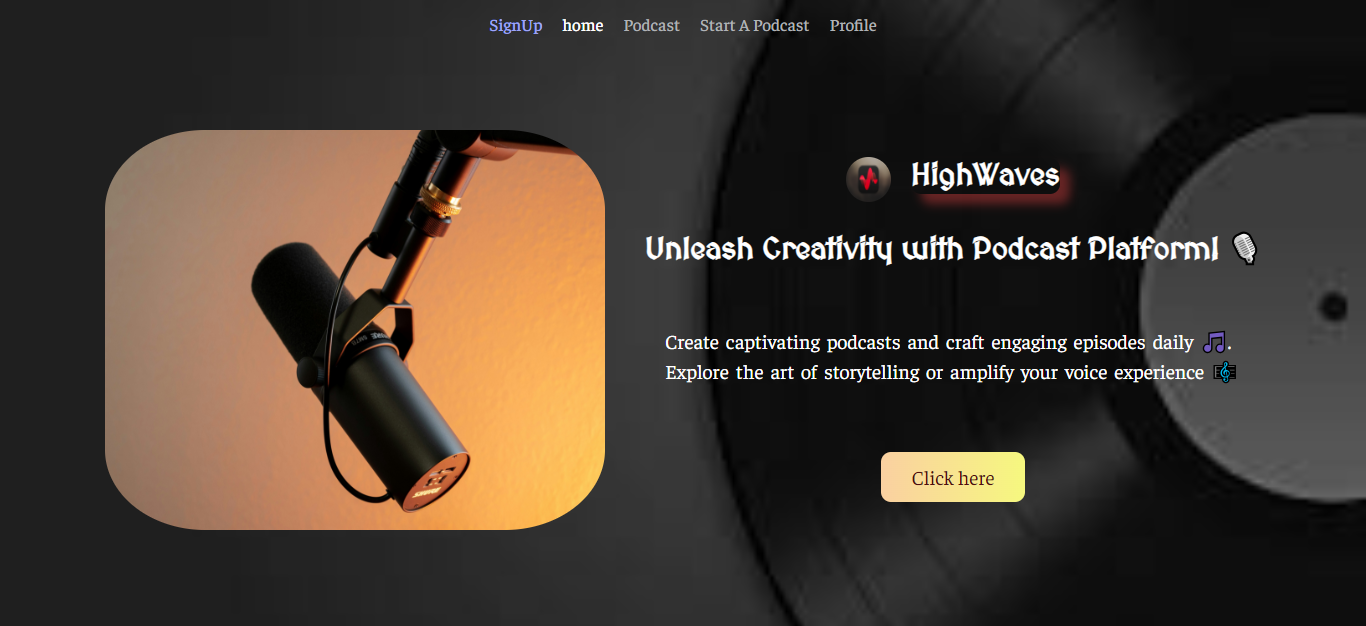 SignUp home Podcast Start A Podcast Profile
HighWaves
Unleash Creativity with Podcast Platform! 🎙️
Create captivating podcasts and craft engaging episodes daily 🎵.
Explore the art of storytelling or amplify your voice experience 🎼
Click here
SHURE